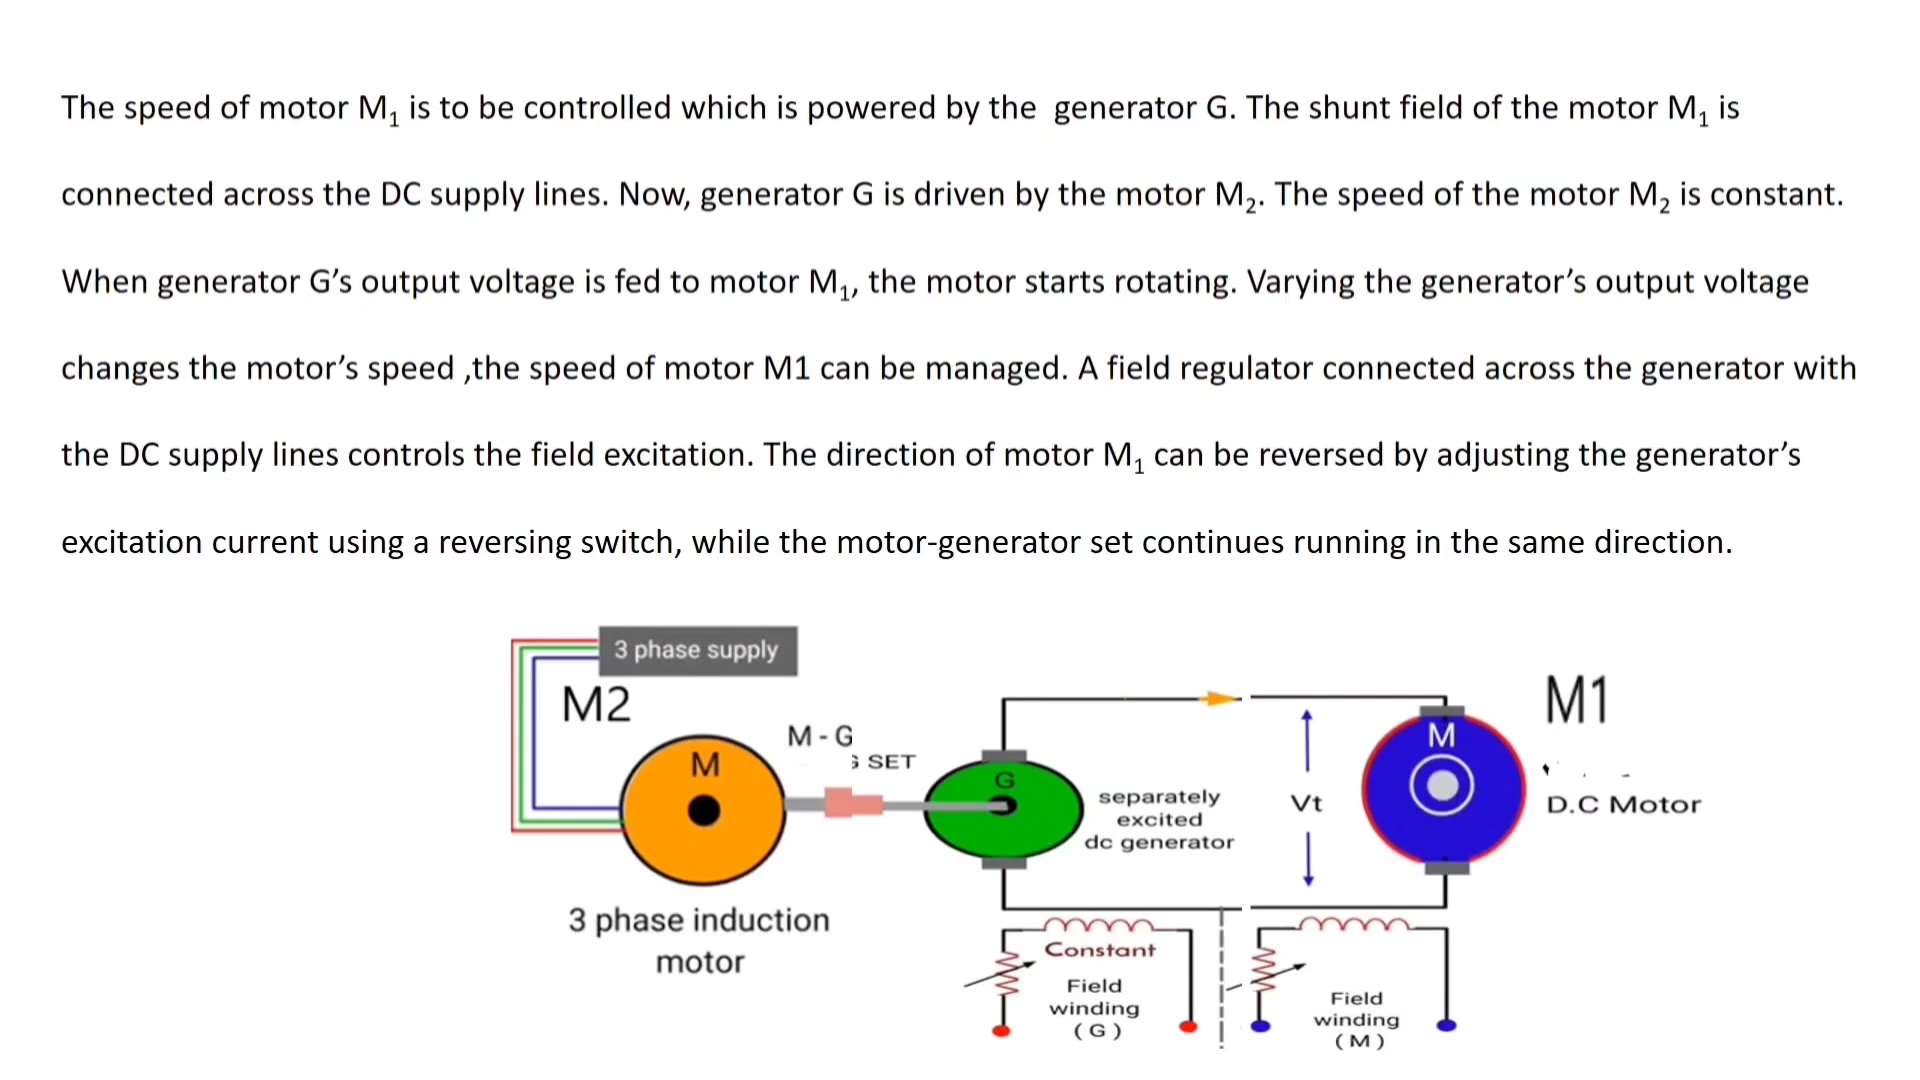 The speed of motor M₁ is to be controlled which is powered by the generator G. The shunt field of the motor M₁ is
connected across the DC supply lines. Now, generator G is driven by the motor M₂. The speed of the motor M₂ is constant.
When generator G’s output voltage is fed to motor M₁, the motor starts rotating. Varying the generator’s output voltage
changes the motor’s speed ,the speed of motor M1 can be managed. A field regulator connected across the generator with
the DC supply lines controls the field excitation. The direction of motor M₁ can be reversed by adjusting the generator’s
excitation current using a reversing switch, while the motor-generator set continues running in the same direction.
3 phase supply
M2
M - G
SET
M
G
separately
excited
dc generator
Vt
M
M1
D.C Motor
3 phase induction
motor
Constant
Field
winding
( G )
Field
winding
( M )